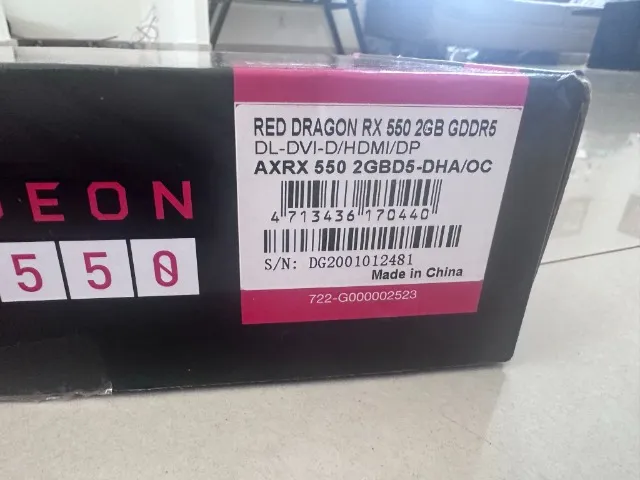 RED DRAGON RX 550 2GB GDDR5
DL-DVI-D/HDMI/DP
AXRX 550 2GBD5-DHA/OC
4 713436 170440
S/N: DG2001012481
Made in China
722-G000002523
DEON
550